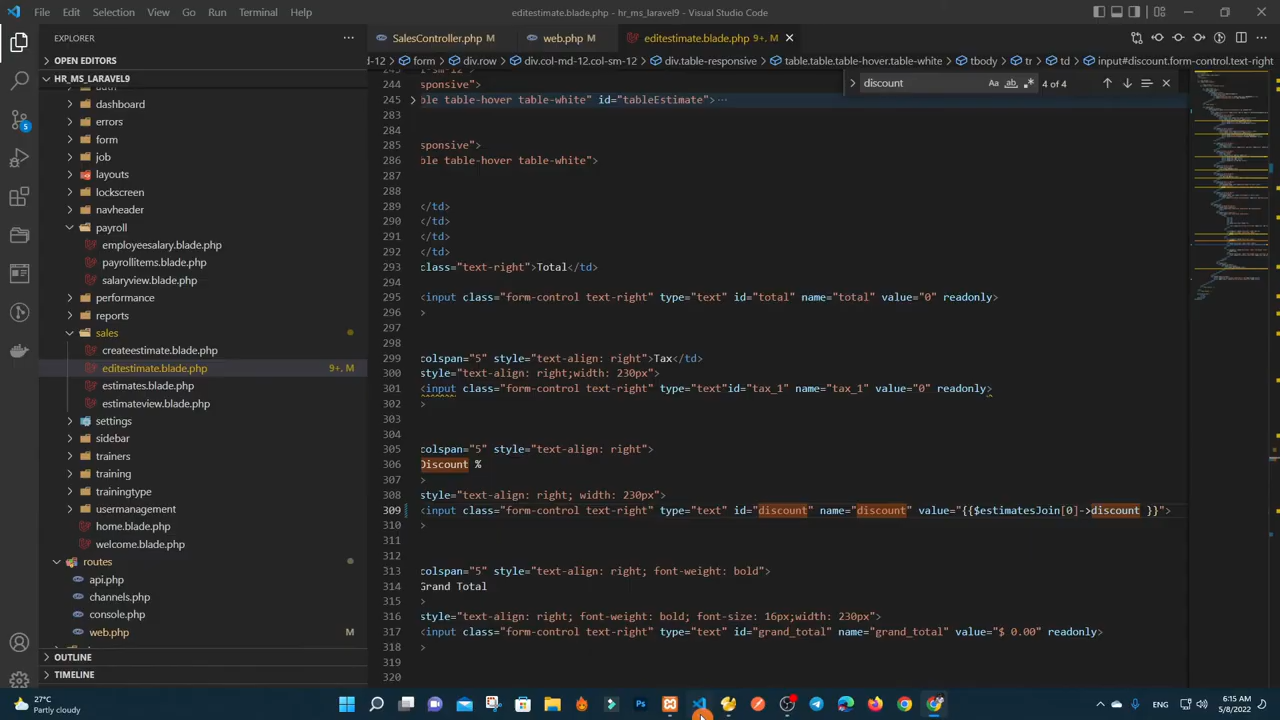 File Edit Selection View Go Run Terminal Help
editestimate.blade.php - hr_ms_laravel9 - Visual Studio Code
EXPLORER
OPEN EDITORS
HR_MS_LARAVEL9
dashboard
errors
form
job
layouts
lockscreen
navheader
payroll
employeesalary.blade.php
payrollitems.blade.php
salaryview.blade.php
performance
reports
sales
createestimate.blade.php
editestimate.blade.php 9+, M
estimates.blade.php
estimateview.blade.php
settings
sidebar
trainers
training
trainingtype
usermanagement
home.blade.php
welcome.blade.php
routes
api.php
channels.php
console.php
web.php M
OUTLINE
TIMELINE
5
SalesController.php M
web.php M
editestimate.blade.php 9+, M
d-12 > form > div.row > div.col-md-12.col-sm-12 > div.table-responsive > table.table.table-hover.table-white > tbody > tr > td > input#discount.form-control.text-right
discount Aa ab 4 of 4
244 sponsive">
245 ble table-hover table-white" id="tableEstimate">…
283
284
285 sponsive">
286 ble table-hover table-white">
287
288
289 </td>
290 </td>
291 </td>
292 </td>
293 class="text-right">Total</td>
294
295 <input class="form-control text-right" type="text" id="total" name="total" value="0" readonly>
296 >
297
298
299 colspan="5" style="text-align: right">Tax</td>
300 style="text-align: right;width: 230px">
301 <input class="form-control text-right" type="text"id="tax_1" name="tax_1" value="0" readonly>
302 >
303
304
305 colspan="5" style="text-align: right">
306 Discount %
307 >
308 style="text-align: right; width: 230px">
309 <input class="form-control text-right" type="text" id="discount" name="discount" value="{{$estimatesJoin[0]->discount }}">
310 >
311
312
313 colspan="5" style="text-align: right; font-weight: bold">
314 Grand Total
315 >
316 style="text-align: right; font-weight: bold; font-size: 16px;width: 230px">
317 <input class="form-control text-right" type="text" id="grand_total" name="grand_total" value="$ 0.00" readonly>
318 >
319
320
27°C
Partly cloudy
ENG
6:15 AM
5/8/2022